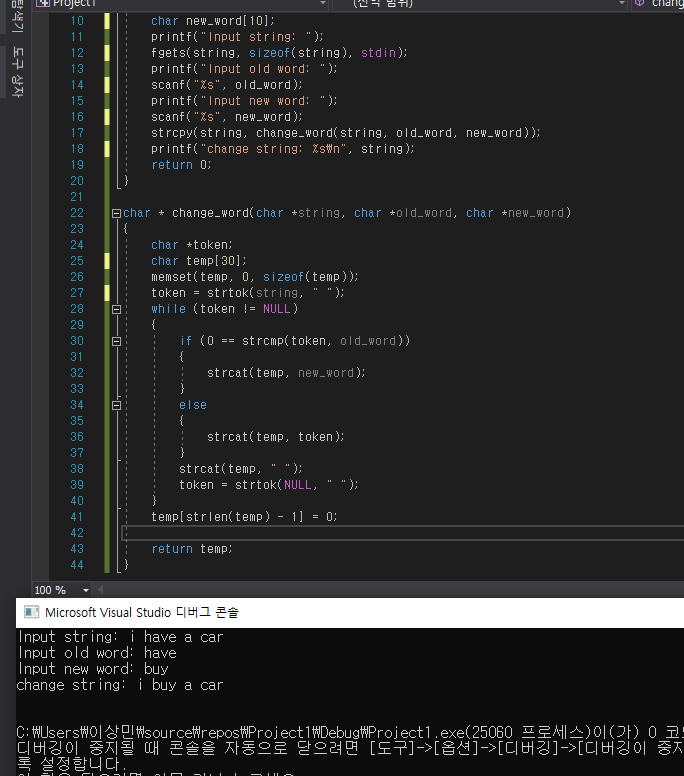 Project1 (전역 범위) chang
탐색기
도구 상자
10 char new_word[10];
11 printf("Input string: ");
12 fgets(string, sizeof(string), stdin);
13 printf("Input old word: ");
14 scanf("%s", old_word);
15 printf("Input new word: ");
16 scanf("%s", new_word);
17 strcpy(string, change_word(string, old_word, new_word));
18 printf("change string: %s₩n", string);
19 return 0;
20 }
21
22 char * change_word(char *string, char *old_word, char *new_word)
23 {
24 char *token;
25 char temp[30];
26 memset(temp, 0, sizeof(temp));
27 token = strtok(string, " ");
28 while (token != NULL)
29 {
30 if (0 == strcmp(token, old_word))
31 {
32 strcat(temp, new_word);
33 }
34 else
35 {
36 strcat(temp, token);
37 }
38 strcat(temp, " ");
39 token = strtok(NULL, " ");
40 }
41 temp[strlen(temp) - 1] = 0;
42
43 return temp;
44 }
100 %
Microsoft Visual Studio 디버그 콘솔
Input string: i have a car
Input old word: have
Input new word: buy
change string: i buy a car
C:₩Users₩이상민₩source₩repos₩Project1₩Debug₩Project1.exe(25060 프로세스)이(가) 0 코
디버깅이 중지될 때 콘솔을 자동으로 닫으려면 [도구]->[옵션]->[디버깅]->[디버깅이 중지
록 설정합니다.